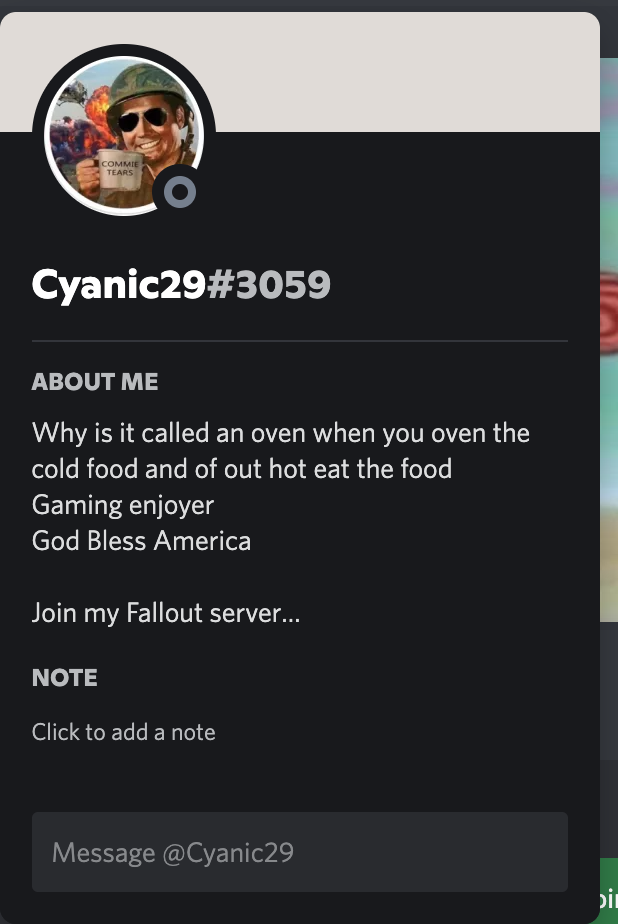 COMMIE
TEARS
Cyanic29#3059
ABOUT ME
Why is it called an oven when you oven the
cold food and of out hot eat the food
Gaming enjoyer
God Bless America
Join my Fallout server...
NOTE
Click to add a note
Message @Cyanic29